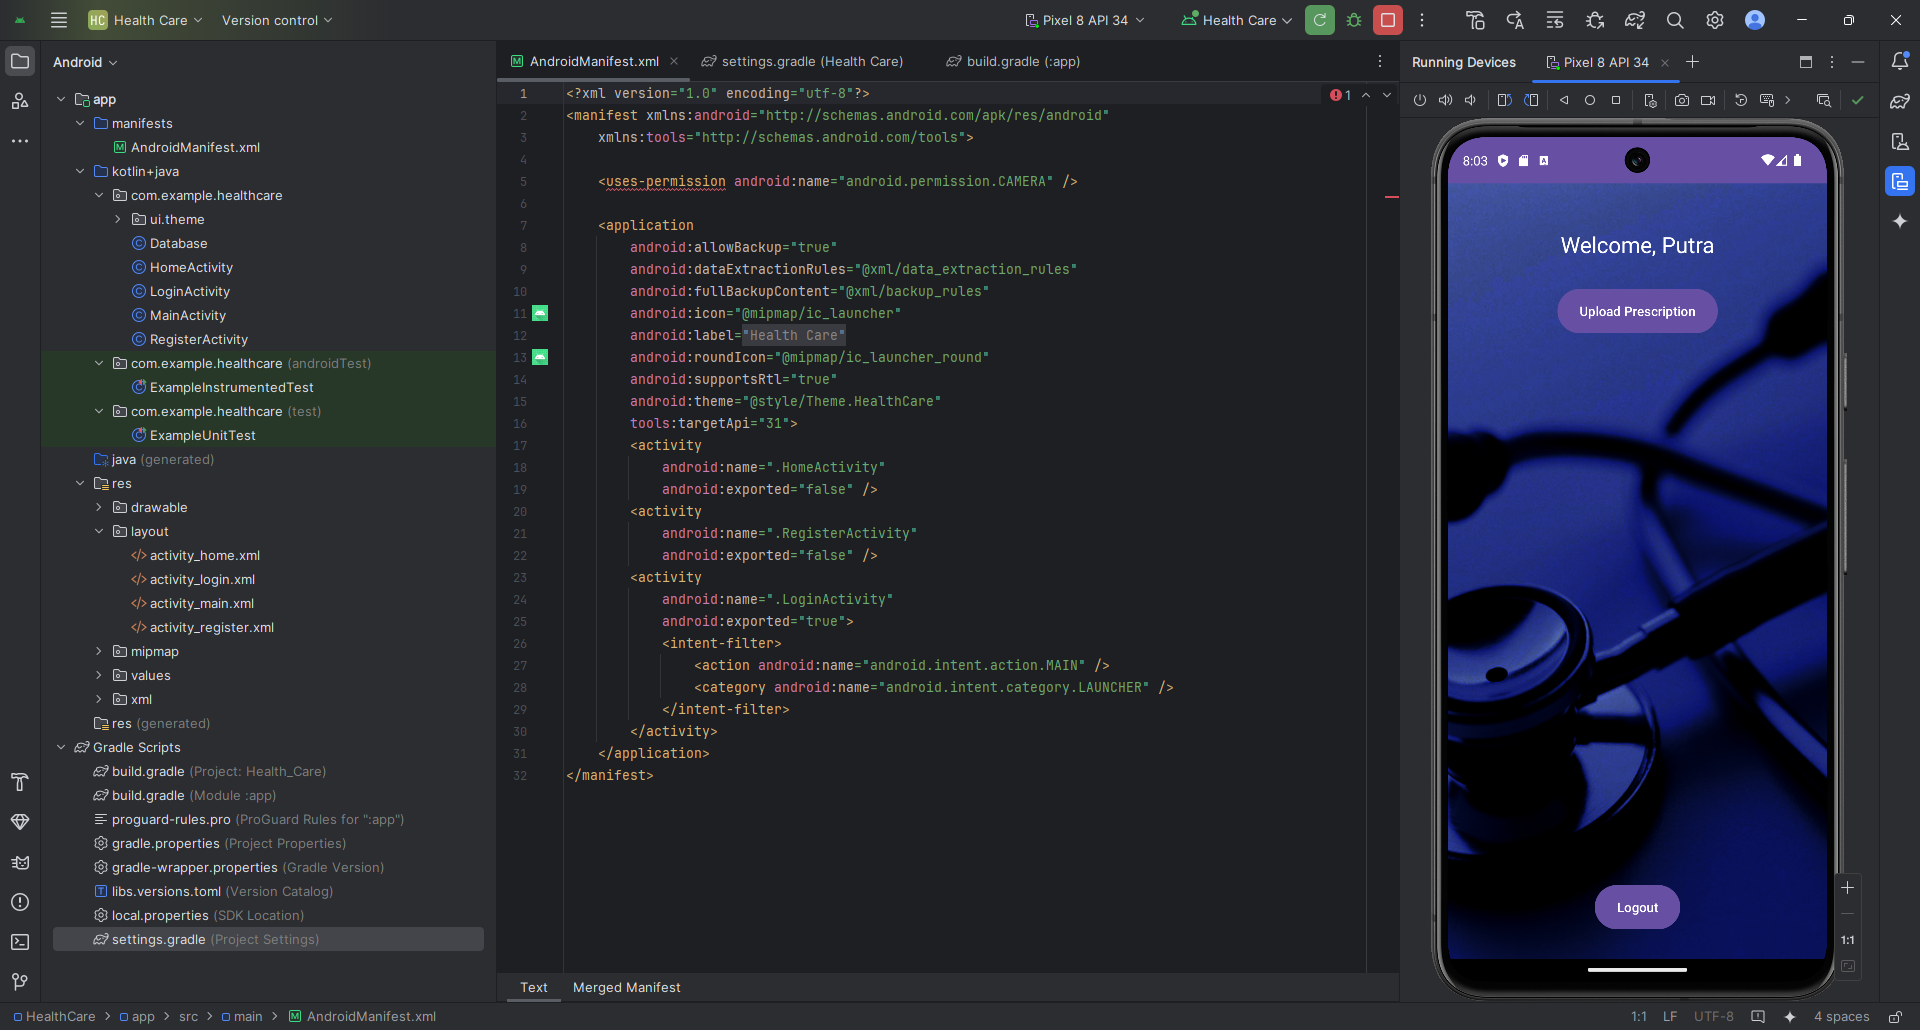 HC Health Care Version control Pixel 8 API 34 Health Care
Android
app
manifests
AndroidManifest.xml
kotlin+java
com.example.healthcare
ui.theme
Database
HomeActivity
LoginActivity
MainActivity
RegisterActivity
com.example.healthcare (androidTest)
ExampleInstrumentedTest
com.example.healthcare (test)
ExampleUnitTest
java (generated)
res
drawable
layout
activity_home.xml
activity_login.xml
activity_main.xml
activity_register.xml
mipmap
values
xml
res (generated)
Gradle Scripts
build.gradle (Project: Health_Care)
build.gradle (Module :app)
proguard-rules.pro (ProGuard Rules for ":app")
gradle.properties (Project Properties)
gradle-wrapper.properties (Gradle Version)
libs.versions.toml (Version Catalog)
local.properties (SDK Location)
settings.gradle (Project Settings)
AndroidManifest.xml settings.gradle (Health Care) build.gradle (:app)
1
1 <?xml version="1.0" encoding="utf-8"?>
2 <manifest xmlns:android="http://schemas.android.com/apk/res/android"
3 xmlns:tools="http://schemas.android.com/tools">
4
5 <uses-permission android:name="android.permission.CAMERA" />
6
7 <application
8 android:allowBackup="true"
9 android:dataExtractionRules="@xml/data_extraction_rules"
10 android:fullBackupContent="@xml/backup_rules"
11 android:icon="@mipmap/ic_launcher"
12 android:label="Health Care"
13 android:roundIcon="@mipmap/ic_launcher_round"
14 android:supportsRtl="true"
15 android:theme="@style/Theme.HealthCare"
16 tools:targetApi="31">
17 <activity
18 android:name=".HomeActivity"
19 android:exported="false" />
20 <activity
21 android:name=".RegisterActivity"
22 android:exported="false" />
23 <activity
24 android:name=".LoginActivity"
25 android:exported="true">
26 <intent-filter>
27 <action android:name="android.intent.action.MAIN" />
28 <category android:name="android.intent.category.LAUNCHER" />
29 </intent-filter>
30 </activity>
31 </application>
32 </manifest>
Text Merged Manifest
Running Devices Pixel 8 API 34
8:03
Welcome, Putra
Upload Prescription
Logout
1:1
HealthCare app src main AndroidManifest.xml
1:1 LF UTF-8 4 spaces